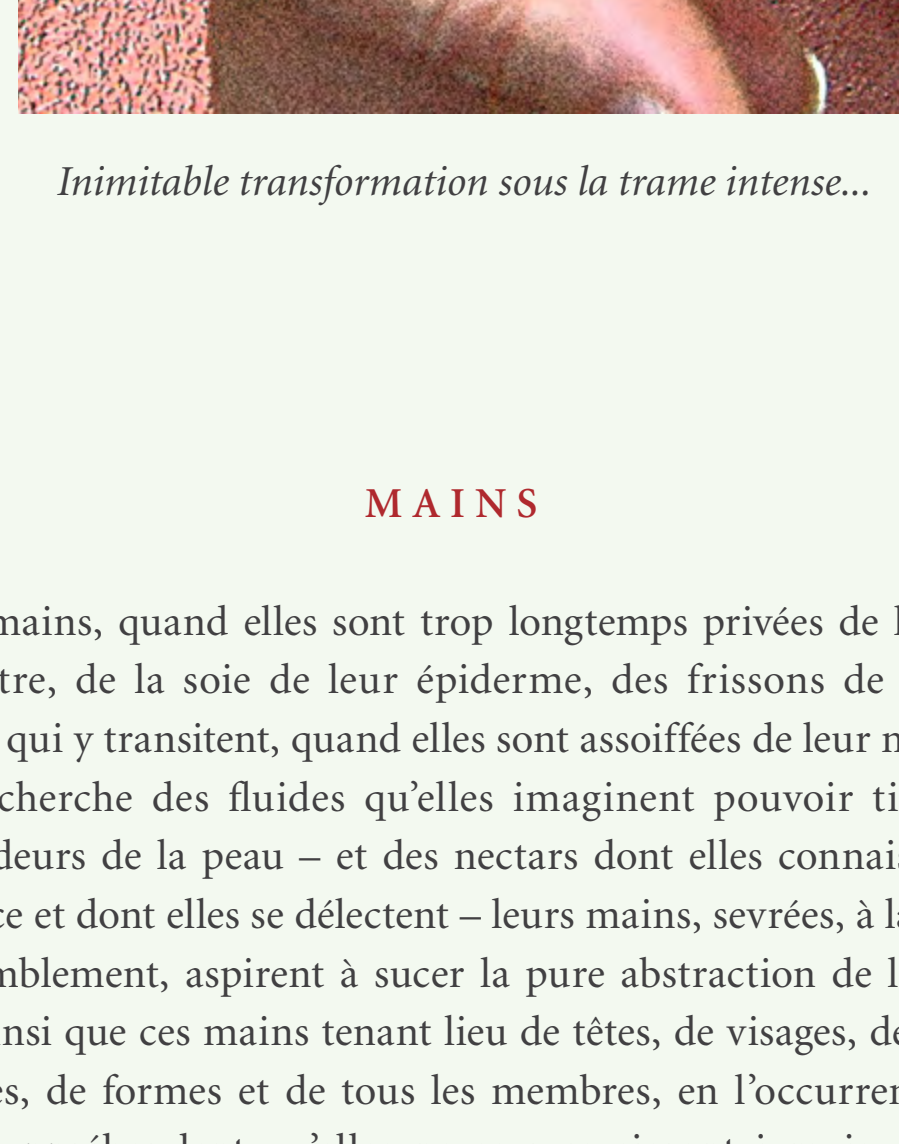 Inimitable transformation sous la trame intense...
MAINS
mains, quand elles sont trop longtemps privées de
tre, de la soie de leur épiderme, des frissons de
qui y transitent, quand elles sont assoiffées de leur
cherche des fluides qu’elles imaginent pouvoir ti
deurs de la peau – et des nectars dont elles connai
ce et dont elles se délectent – leurs mains, sevrées, à la
mblement, aspirent à sucer la pure abstraction de
insi que ces mains tenant lieu de têtes, de visages, de
es, de formes et de tous les membres, en l’occurren